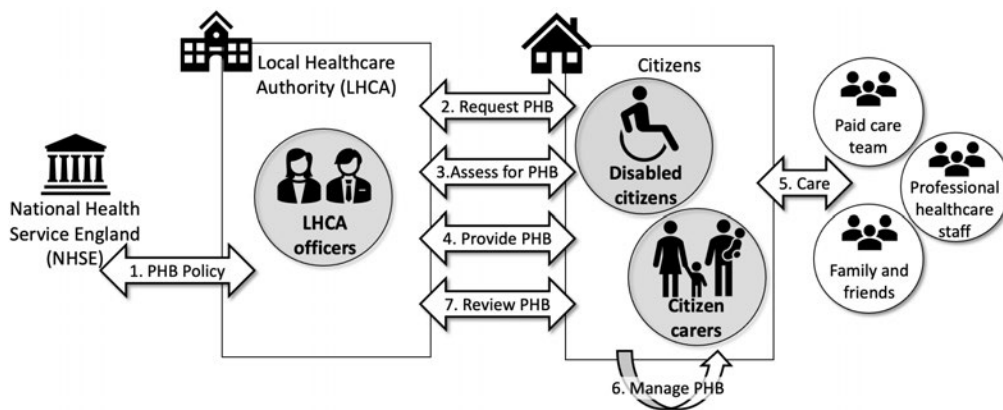 Local Healthcare
Authority (LHCA)
LHCA
officers
National Health
Service England
(NHSE)
1. PHB Policy
2. Request PHB
3.Assess for PHB
4. Provide PHB
7. Review PHB
Citizens
Disabled
citizens
Citizen
carers
6. Manage PHB
5. Care
Paid care
team
Professional
healthcare
staff
Family and
friends